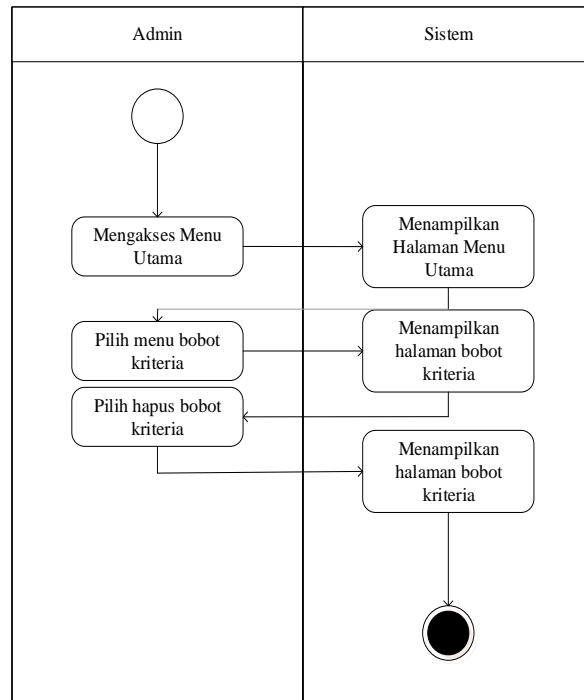 Admin
Sistem
Mengakses Menu
Utama
Menampilkan
Halaman Menu
Utama
Pilih menu bobot
kriteria
Menampilkan
halaman bobot
kriteria
Pilih hapus bobot
kriteria
Menampilkan
halaman bobot
kriteria